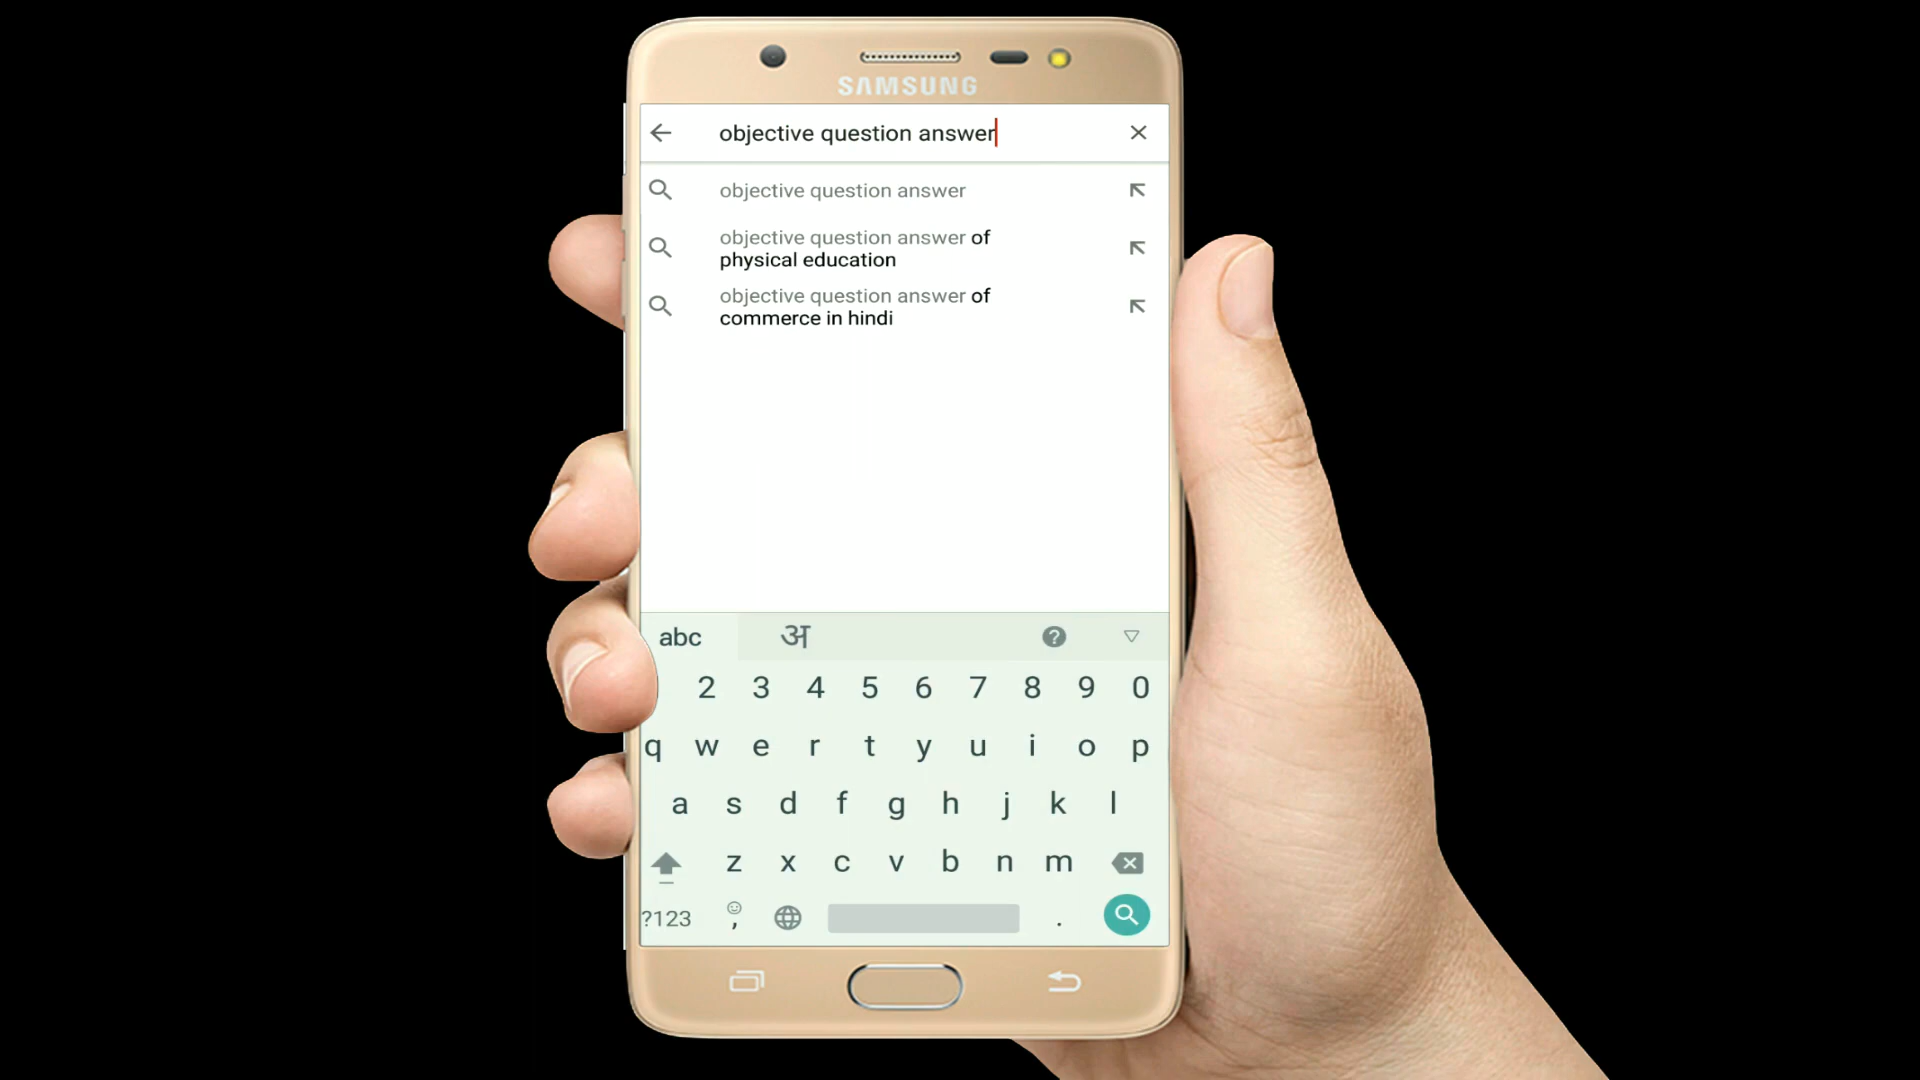 SAMSUNG
objective question answer
objective question answer
objective question answer of
physical education
objective question answer of
commerce in hindi
abc अ ?
2 3 4 5 6 7 8 9 0
q w e r t y u i o p
a s d f g h j k l
z x c v b n m
?123 , .